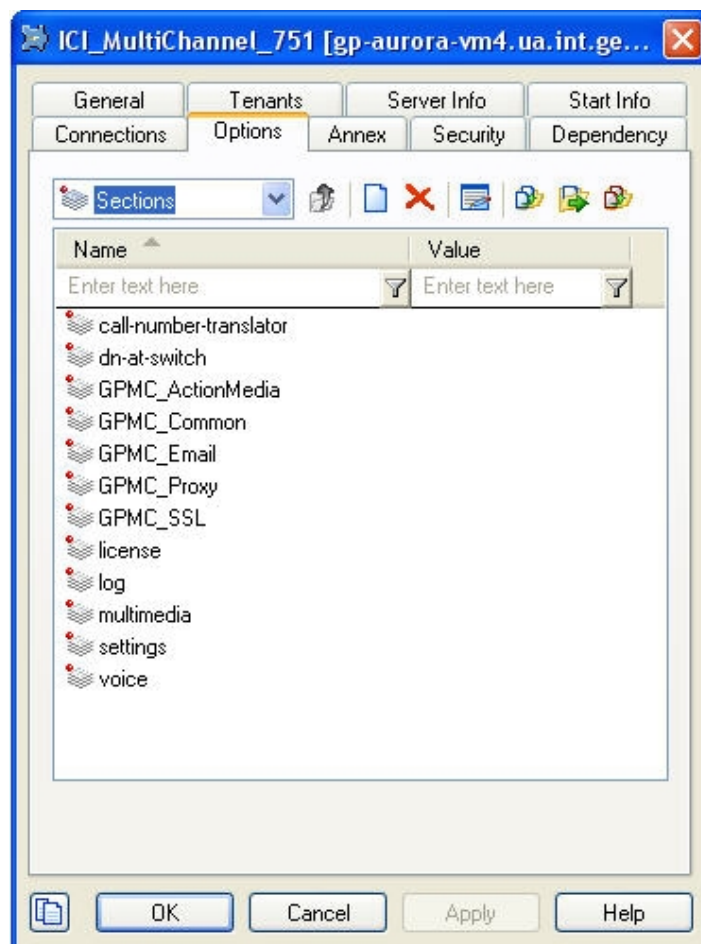 ICI_MultiChannel_751 [gp-aurora-vm4.ua.int.ge...
General Tenants Server Info Start Info
Connections Options Annex Security Dependency
Sections
Name Value
Enter text here Enter text here
call-number-translator
dn-at-switch
GPMC_ActionMedia
GPMC_Common
GPMC_Email
GPMC_Proxy
GPMC_SSL
license
log
multimedia
settings
voice
OK Cancel Apply Help